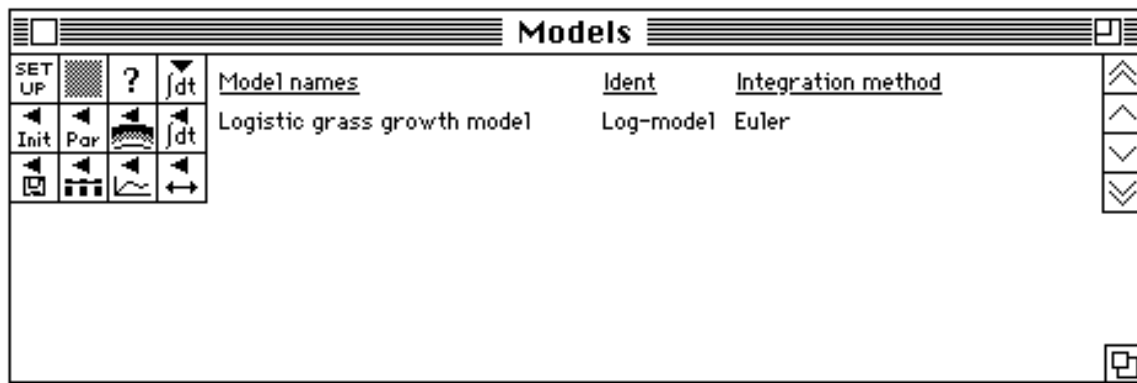 Models
SET UP ? ∫dt Model names Ident Integration method
Init Par ∫dt Logistic grass growth model Log-model Euler